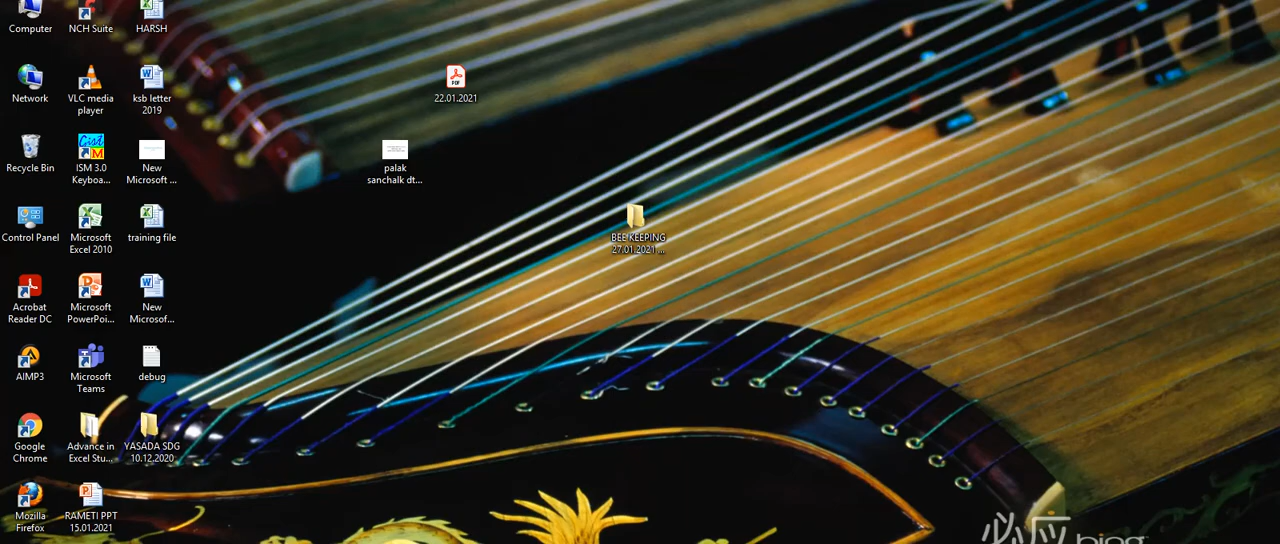 Computer
NCH Suite
HARSH
Network
VLC media
player
ksb letter
2019
22.01.2021
Recycle Bin
ISM 3.0
Keyboa...
New
Microsoft ...
palak
sanchalk dt...
Control Panel
Microsoft
Excel 2010
training file
BEE KEEPING
27.01.2021 ...
Acrobat
Reader DC
Microsoft
PowerPoi...
New
Microsof...
AIMP3
Microsoft
Teams
debug
Google
Chrome
Advance in
Excel Stu...
YASADA SDG
10.12.2020
Mozilla
Firefox
RAMETI PPT
15.01.2021
必应 bing